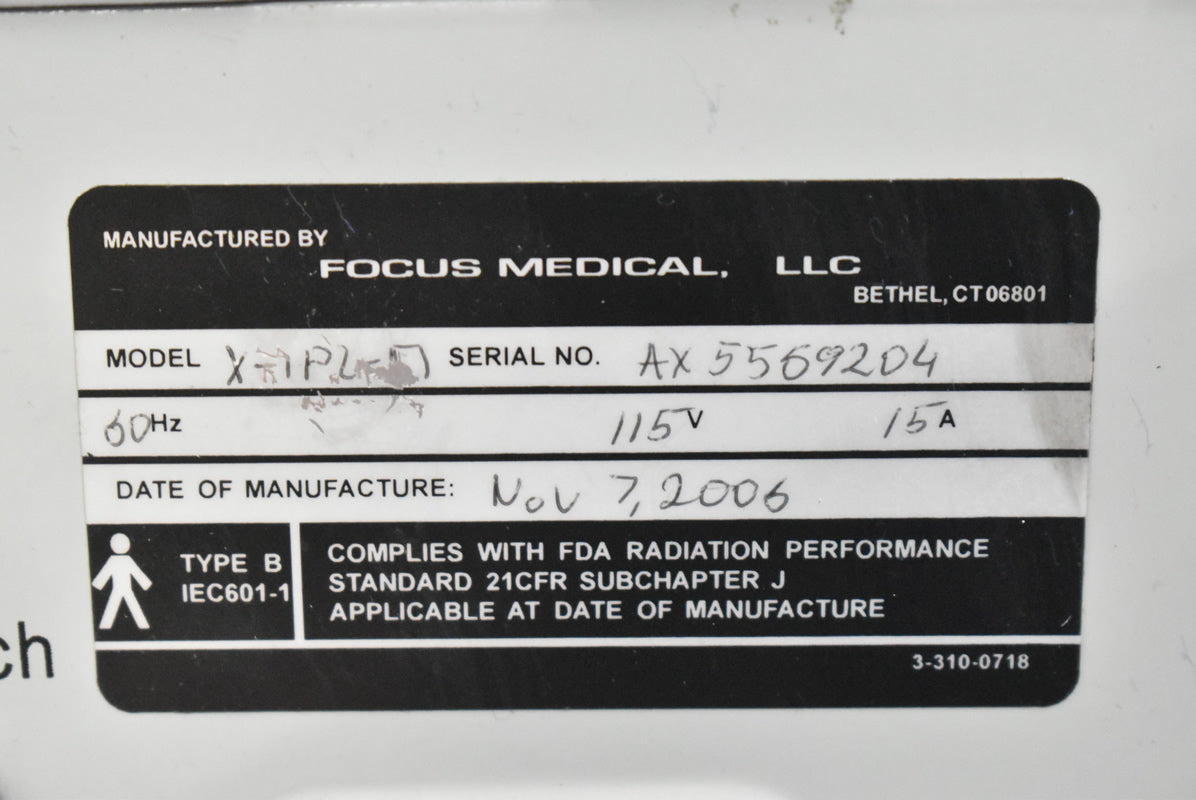 MANUFACTURED BY
FOCUS MEDICAL, LLC
BETHEL, CT 06801
MODEL SERIAL NO. AX 5569204
60Hz 115V 15A
DATE OF MANUFACTURE: Nov 7, 2006
TYPE B
IEC601-1
COMPLIES WITH FDA RADIATION PERFORMANCE
STANDARD 21CFR SUBCHAPTER J
APPLICABLE AT DATE OF MANUFACTURE
ch
3-310-0718